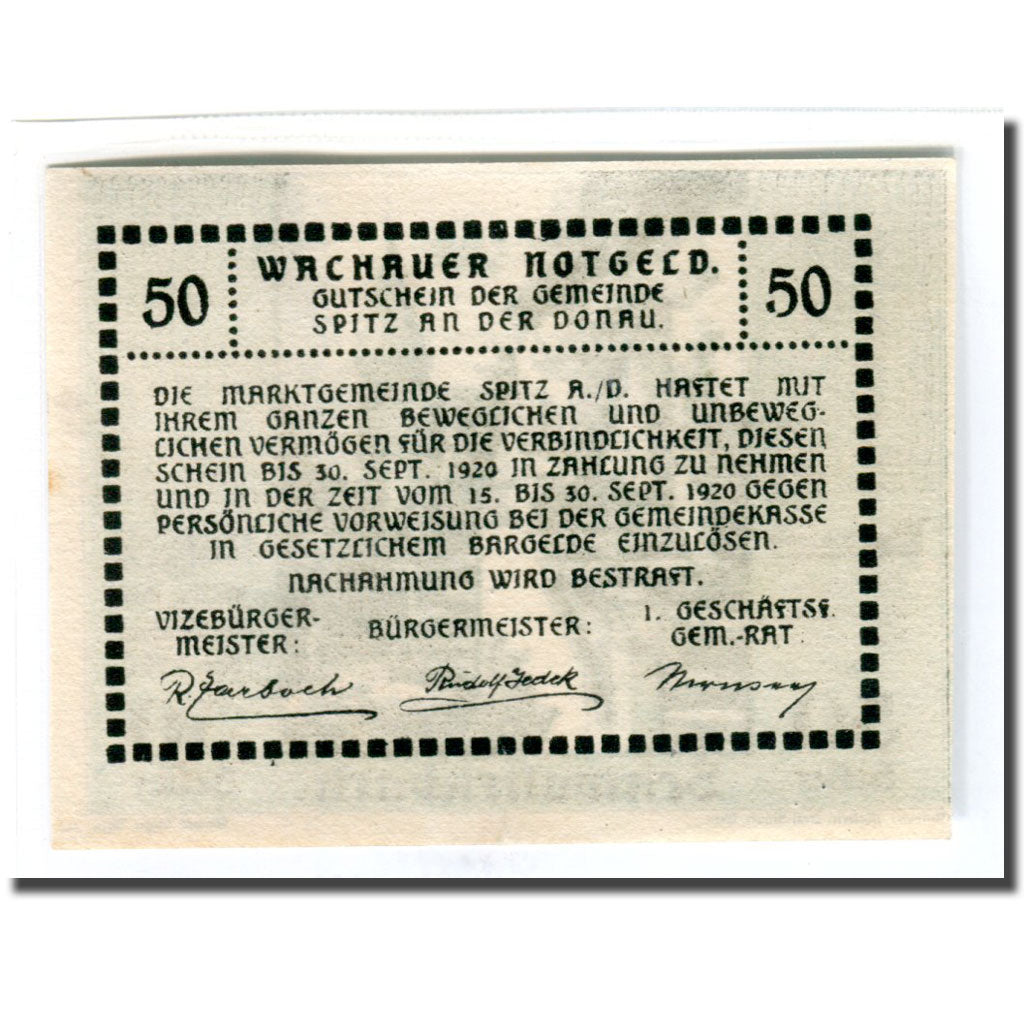 50 WACHAUER NOTGELD. 50
GUTSCHEIN DER GEMEINDE
SPITZ AN DER DONAU.
DIE MARKTGEMEINDE SPITZ A./D. HAFTET MIT
IHREM GANZEN BEWEGLICHEN UND UNBEWEG-
LICHEN VERMÖGEN FÜR DIE VERBINDLICHKEIT, DIESEN
SCHEIN BIS 30. SEPT. 1920 IN ZAHLUNG ZU NEHMEN
UND IN DER ZEIT VOM 15. BIS 30. SEPT. 1920 GEGEN
PERSÖNLICHE VORWEISUNG BEI DER GEMEINDEKASSE
IN GESETZLICHEM BARGELDE EINZULÖSEN.
NACHAHMUNG WIRD BESTRAFT.
VIZEBÜRGER-
MEISTER:
BÜRGERMEISTER:
1. GESCHÄFTSF.
GEM.-RAT
R.
Rudolf Jedek